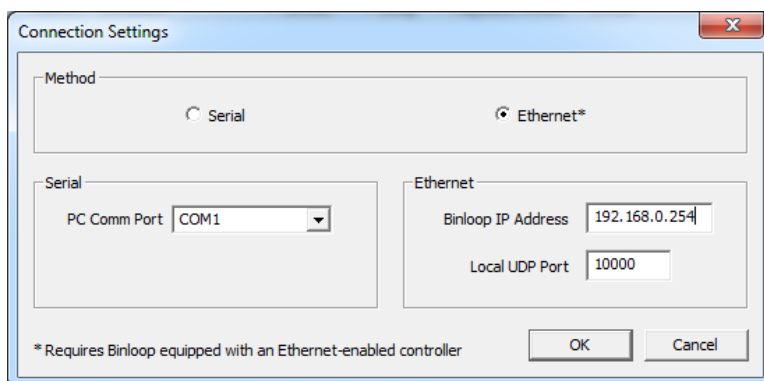 Connection Settings
Method
Serial
Ethernet*
Serial
PC Comm Port COM1
Ethernet
Binloop IP Address 192.168.0.254
Local UDP Port 10000
* Requires Binloop equipped with an Ethernet-enabled controller
OK
Cancel